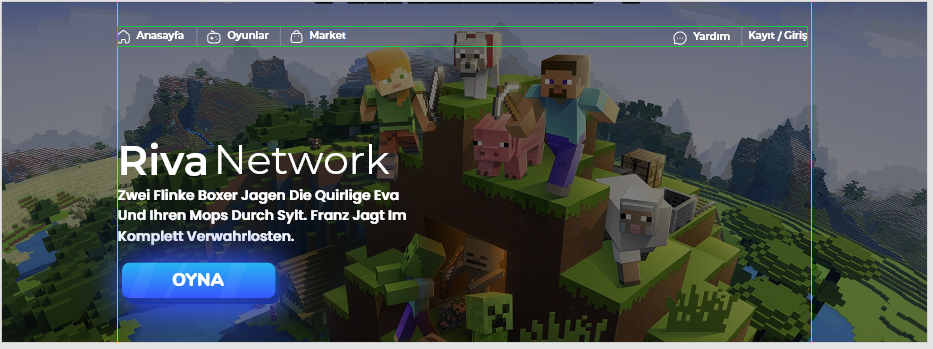 Anasayfa Oyunlar Market Yardım Kayıt / Giriş
Riva Network
Zwei Flinke Boxer Jagen Die Quirlige Eva
Und Ihren Mops Durch Sylt. Franz Jagt Im
Komplett Verwahrlosten.
OYNA